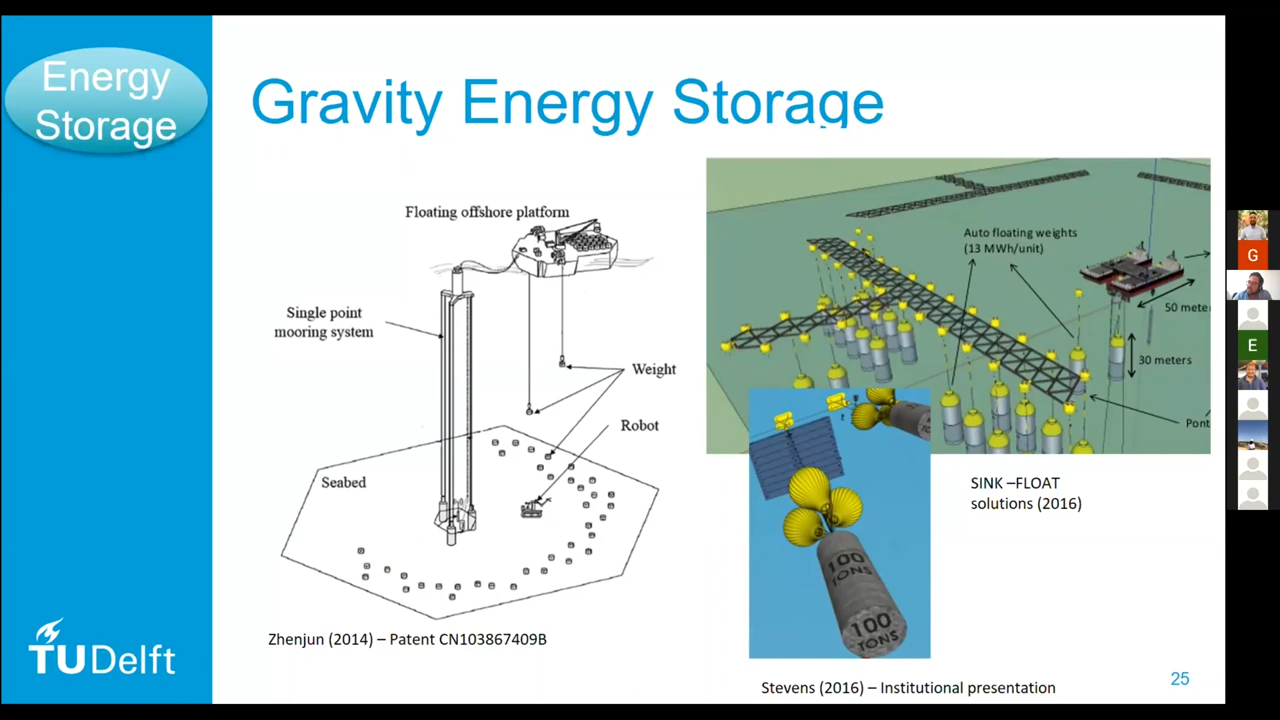 Energy
Storage
Gravity Energy Storage
Floating offshore platform
Single point
mooring system
Weight
Robot
Seabed
Zhenjun (2014) – Patent CN103867409B
Auto floating weights
(13 MWh/unit)
50 mete
30 meters
Pont
SINK –FLOAT
solutions (2016)
100
TONS
100
TONS
Stevens (2016) – Institutional presentation
TUDelft
25
G
E